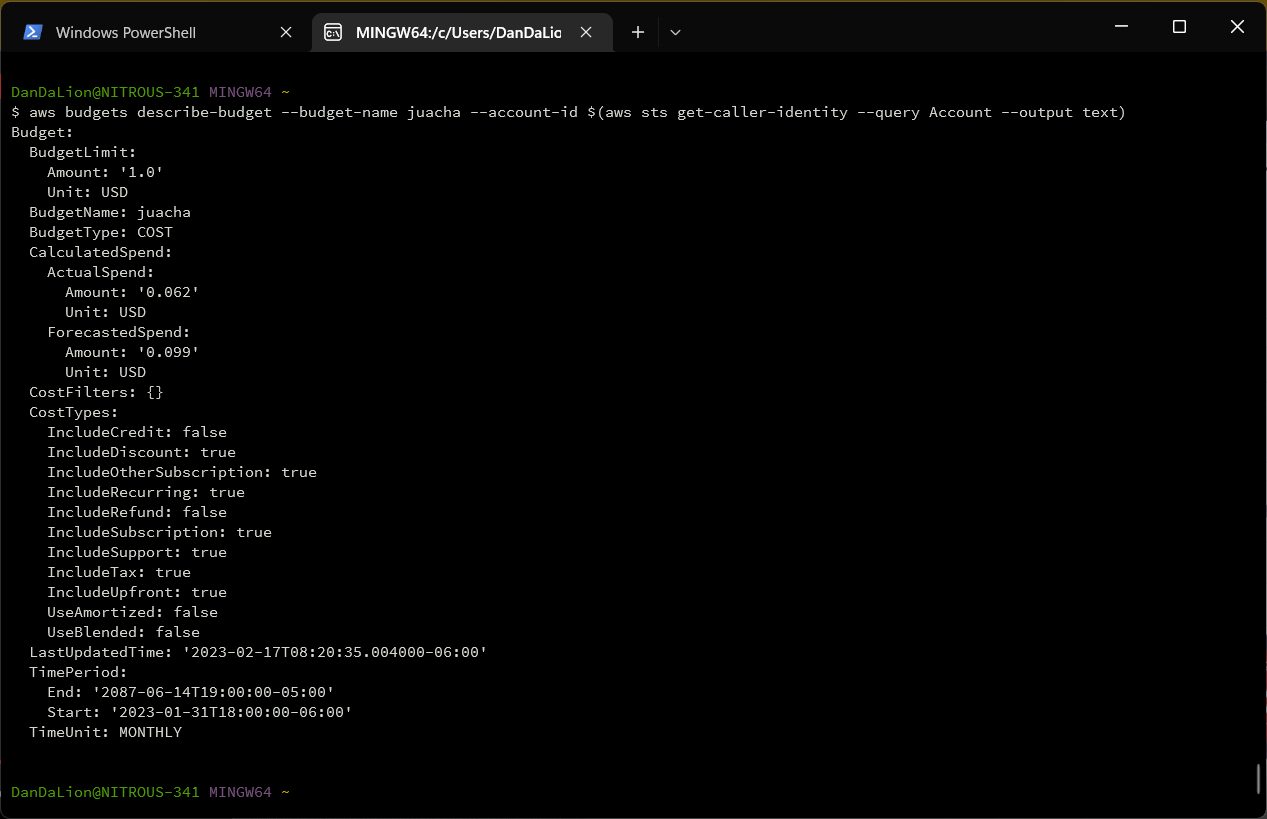 Windows PowerShell
MINGW64:/c/Users/DanDaLio
DanDaLion@NITROUS-341 MINGW64 ~
$ aws budgets describe-budget --budget-name juacha --account-id $(aws sts get-caller-identity --query Account --output text)
Budget:
  BudgetLimit:
    Amount: '1.0'
    Unit: USD
  BudgetName: juacha
  BudgetType: COST
  CalculatedSpend:
    ActualSpend:
      Amount: '0.062'
      Unit: USD
    ForecastedSpend:
      Amount: '0.099'
      Unit: USD
  CostFilters: {}
  CostTypes:
    IncludeCredit: false
    IncludeDiscount: true
    IncludeOtherSubscription: true
    IncludeRecurring: true
    IncludeRefund: false
    IncludeSubscription: true
    IncludeSupport: true
    IncludeTax: true
    IncludeUpfront: true
    UseAmortized: false
    UseBlended: false
  LastUpdatedTime: '2023-02-17T08:20:35.004000-06:00'
  TimePeriod:
    End: '2087-06-14T19:00:00-05:00'
    Start: '2023-01-31T18:00:00-06:00'
  TimeUnit: MONTHLY
DanDaLion@NITROUS-341 MINGW64 ~